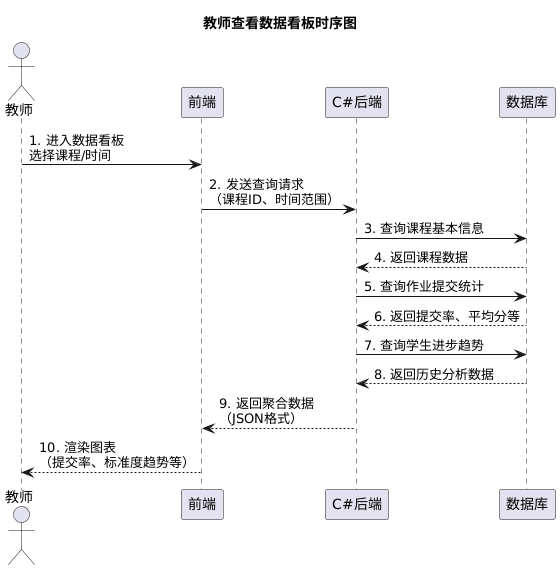 教师查看数据看板时序图
教师
前端
C#后端
数据库
1. 进入数据看板
选择课程/时间
2. 发送查询请求
（课程ID、时间范围）
3. 查询课程基本信息
4. 返回课程数据
5. 查询作业提交统计
6. 返回提交率、平均分等
7. 查询学生进步趋势
8. 返回历史分析数据
9. 返回聚合数据
（JSON格式）
10. 渲染图表
（提交率、标准度趋势等）
教师
前端
C#后端
数据库